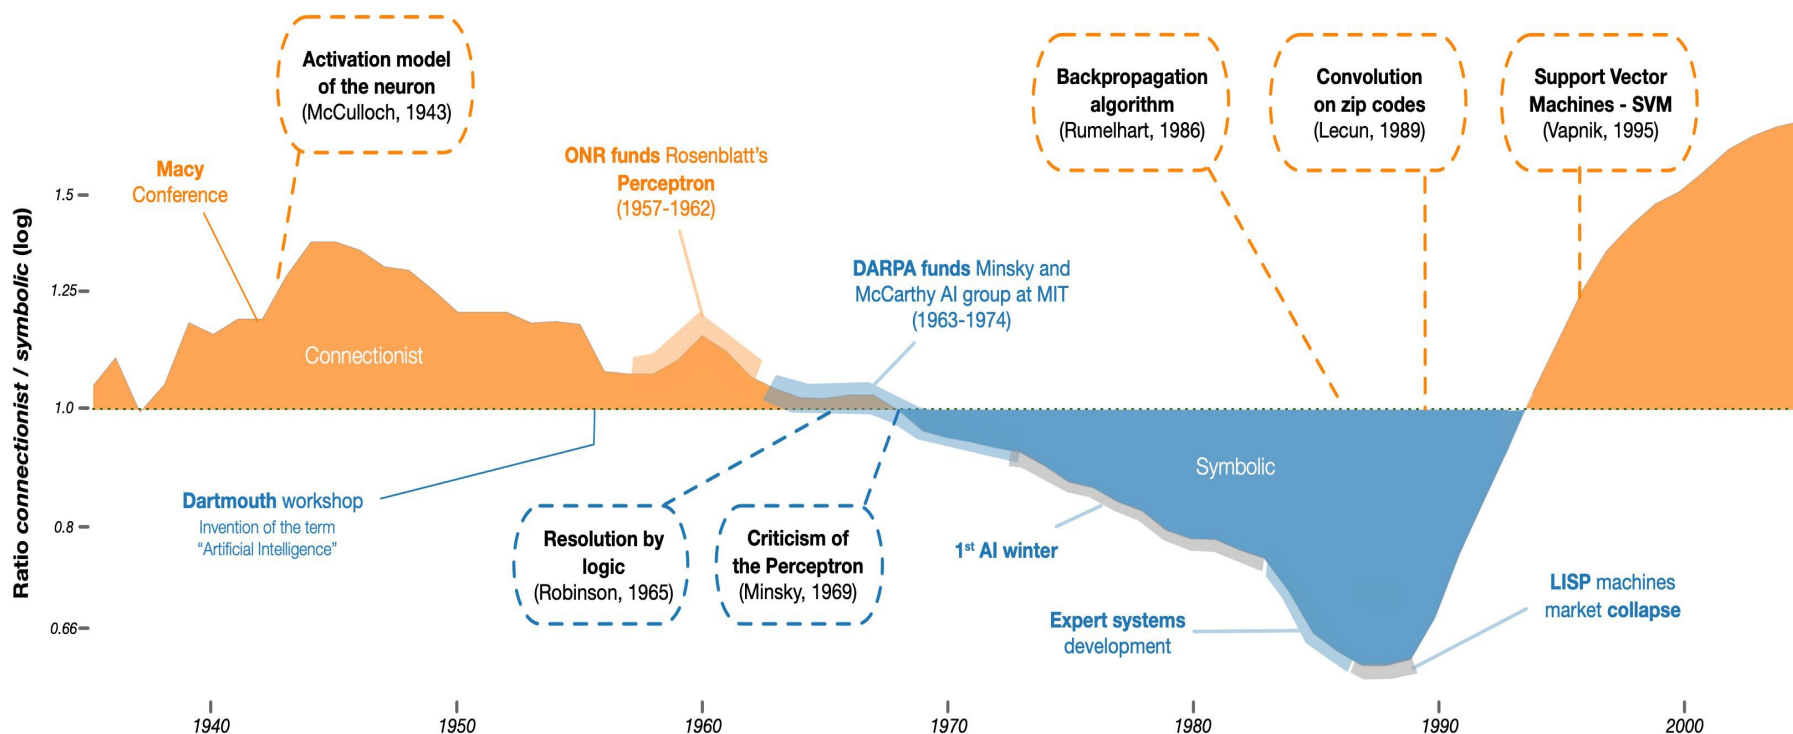 Activation model
of the neuron
(McCulloch, 1943)
Macy
Conference
ONR funds Rosenblatt's
Perceptron
(1957-1962)
DARPA funds Minsky and
McCarthy AI group at MIT
(1963-1974)
Backpropagation
algorithm
(Rumelhart, 1986)
Convolution
on zip codes
(Lecun, 1989)
Support Vector
Machines - SVM
(Vapnik, 1995)
Ratio connectionist / symbolic (log)
1.5
1.25
1.0
0.8
0.66
Connectionist
Symbolic
Dartmouth workshop
Invention of the term
“Artificial Intelligence”
Resolution by
logic
(Robinson, 1965)
Criticism of
the Perceptron
(Minsky, 1969)
1st AI winter
Expert systems
development
LISP machines
market collapse
1940
1950
1960
1970
1980
1990
2000